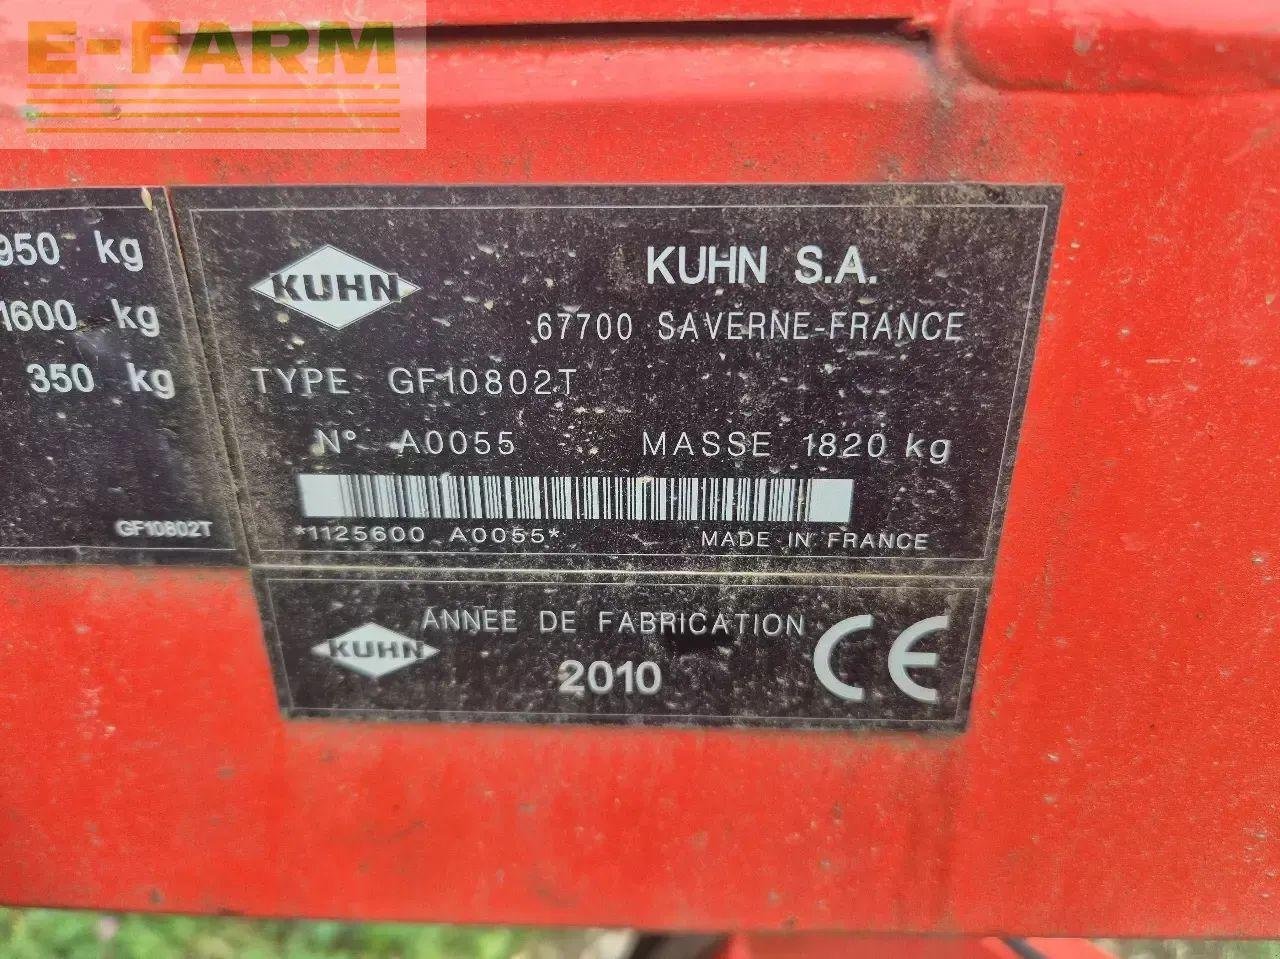 E-FARM
950 kg
1600 kg
350 kg
GF10802T
KUHN
KUHN S.A.
67700 SAVERNE-FRANCE
TYPE GF10802T
N° A0055 MASSE 1820 kg
*1125600 A0055* MADE IN FRANCE
KUHN
ANNEE DE FABRICATION
2010
CE